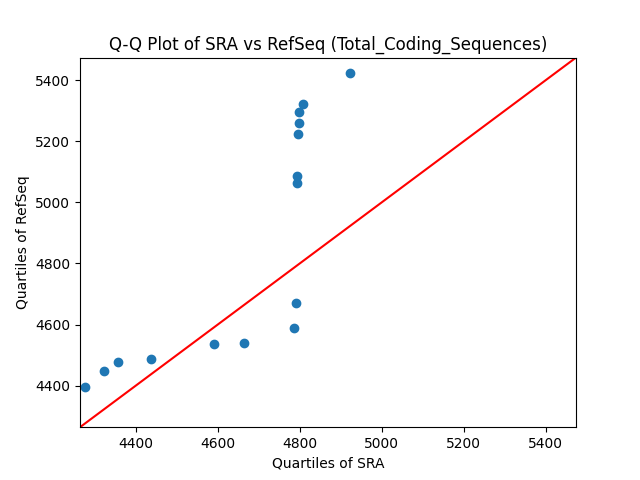 Q-Q Plot of SRA vs RefSeq (Total_Coding_Sequences)
Quartiles of RefSeq
5400
5200
5000
4800
4600
4400
4400 4600 4800 5000 5200 5400
Quartiles of SRA